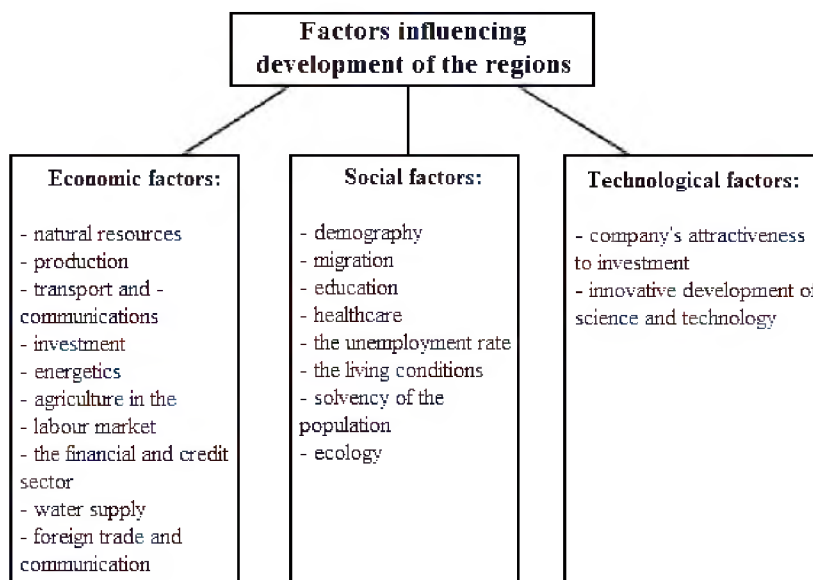 Factors influencing
development of the regions
Economic factors:
- natural resources
- production
- transport and -
communications
- investment
- energetics
- agriculture in the
- labour market
- the financial and credit
sector
- water supply
- foreign trade and
communication
Social factors:
- demography
- migration
- education
- healthcare
- the unemployment rate
- the living conditions
- solvency of the
population
- ecology
Technological factors:
- company's attractiveness
to investment
- innovative development of
science and technology